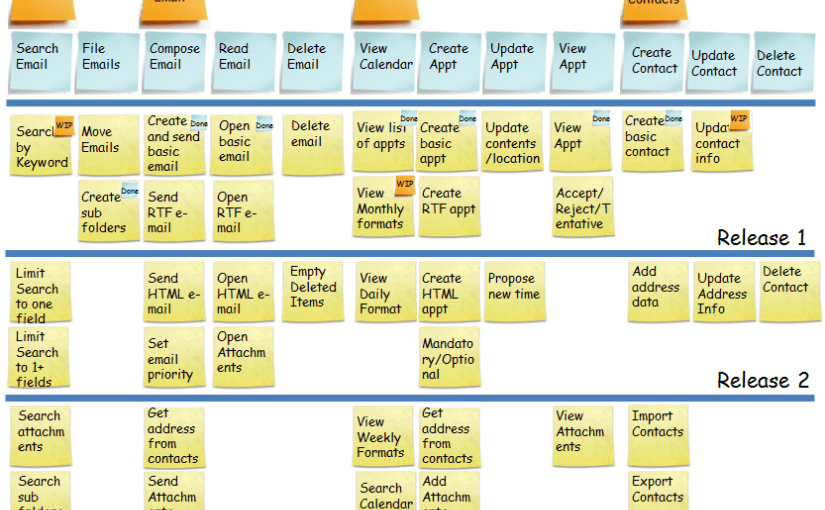 Email
Contacts
Search
Email
File
Emails
Compose
Email
Read
Email
Delete
Email
View
Calendar
Create
Appt
Update
Appt
View
Appt
Create
Contact
Update
Contact
Delete
Contact
Search
WIP
by
Keyword
Move
Emails
Create
Done
and send
basic
email
Open
Done
basic
email
Delete
email
View list
Done
of appts
Create
Done
basic
appt
Update
contents
/location
View
Done
Appt
Create
Done
basic
contact
Update
WIP
contact
info
Create
Done
sub
folders
Send
RTF e-
mail
Open
RTF e-
mail
View
WIP
Monthly
formats
Create
RTF appt
Accept/
Reject/T
entative
Release 1
Limit
Search
to one
field
Send
HTML e-
mail
Open
HTML e-
mail
Empty
Deleted
Items
View
Daily
Format
Create
HTML
appt
Propose
new time
Add
address
data
Update
Address
Info
Delete
Contact
Limit
Search
to 1+
fields
Set
email
priority
Open
Attachm
ents
Mandato
ry/Optio
nal
Release 2
Search
attachm
ents
Get
address
from
contacts
View
Weekly
Formats
Get
address
from
contacts
View
Attachm
ents
Import
Contacts
Search
sub
folders
Send
Attachm
ents
Search
Calendar
Add
Attachm
ents
Export
Contacts